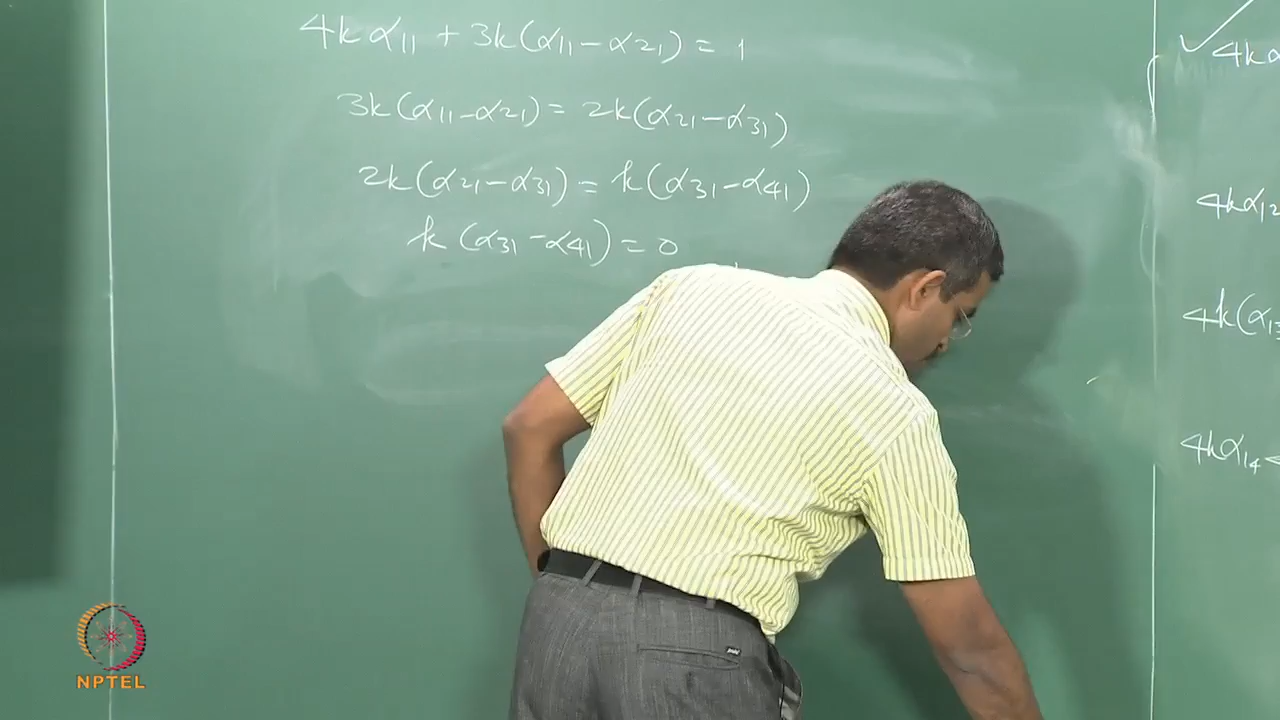 4kα11 + 3k(α11-α21) = 1
3k(α11-α21) = 2k(α21-α31)
2k(α21-α31) = k(α31-α41)
k(α31-α41) = 0
4kα
4kα12
4k(α13
4kα14
NPTEL